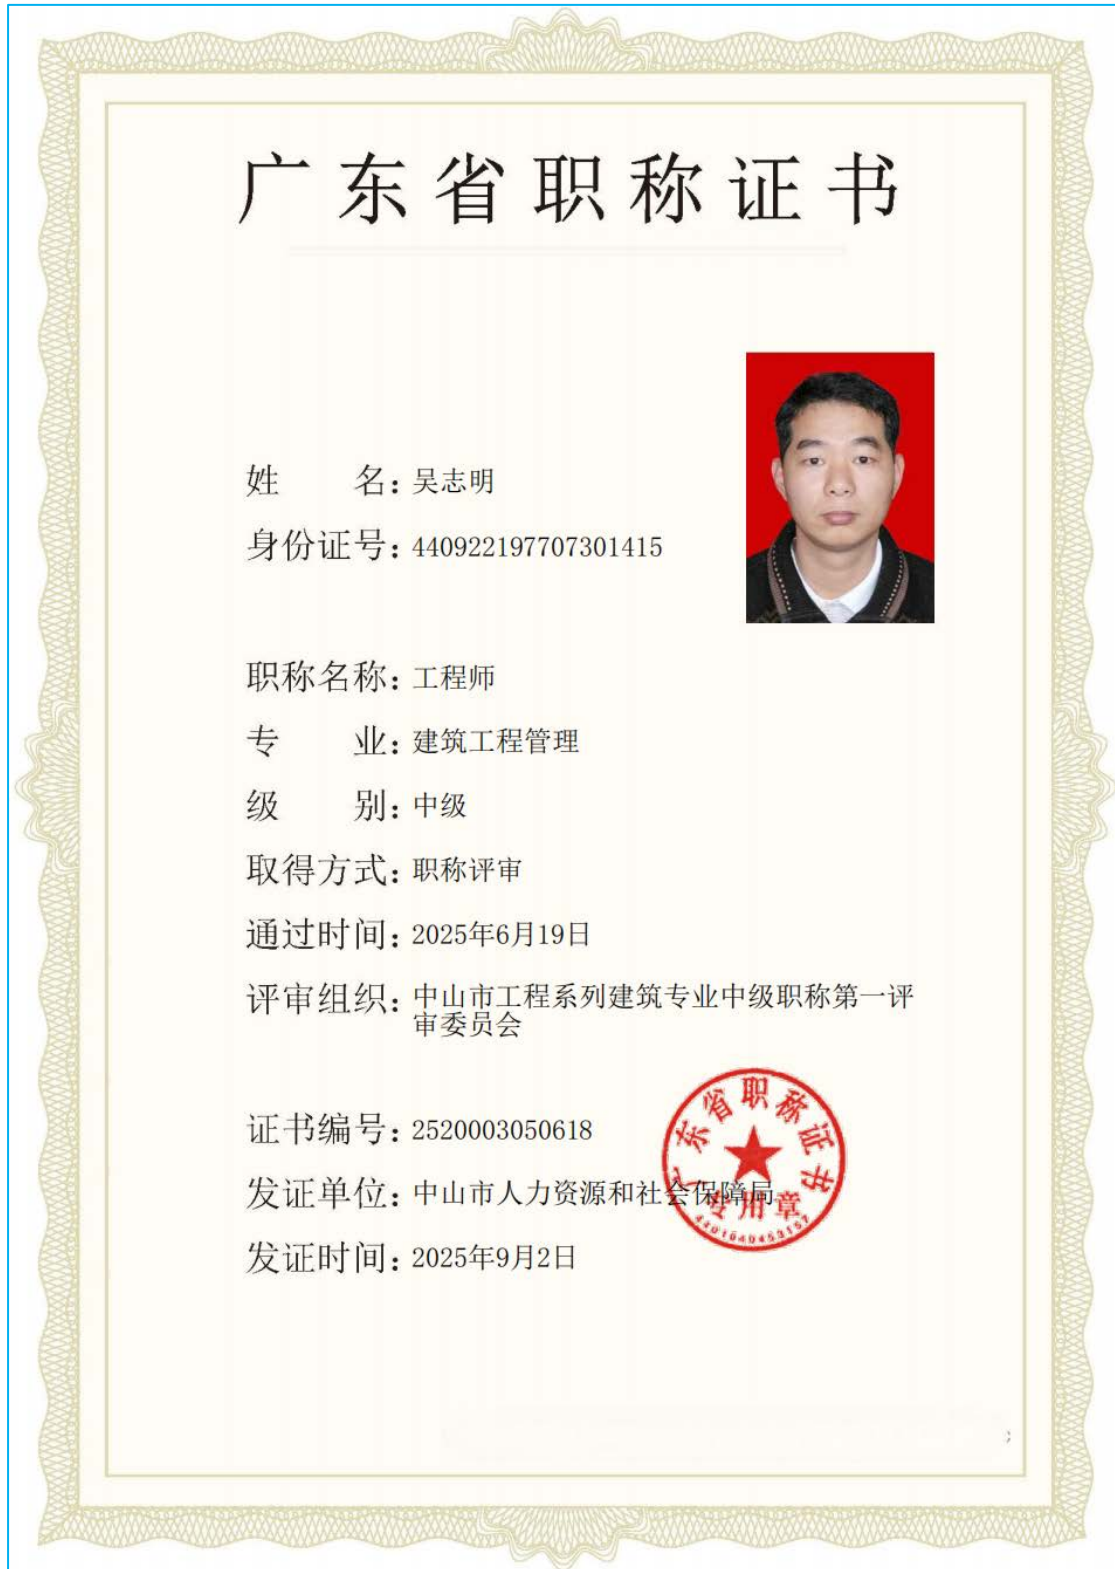 广东省职称证书
姓名：吴志明
身份证号：440922197707301415
职称名称：工程师
专业：建筑工程管理
级别：中级
取得方式：职称评审
通过时间：2025年6月19日
评审组织：中山市工程系列建筑专业中级职称第一评
审委员会
证书编号：2520003050618
发证单位：中山市人力资源和社会保障局
发证时间：2025年9月2日
广东省职称证书
专用章